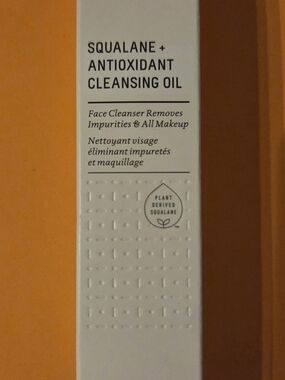 SQUALANE +
ANTIOXIDANT
CLEANSING OIL
Face Cleanser Removes
Impurities & All Makeup
Nettoyant visage
éliminant impuretés
et maquillage
PLANT
DERIVED
SQUALANE
™